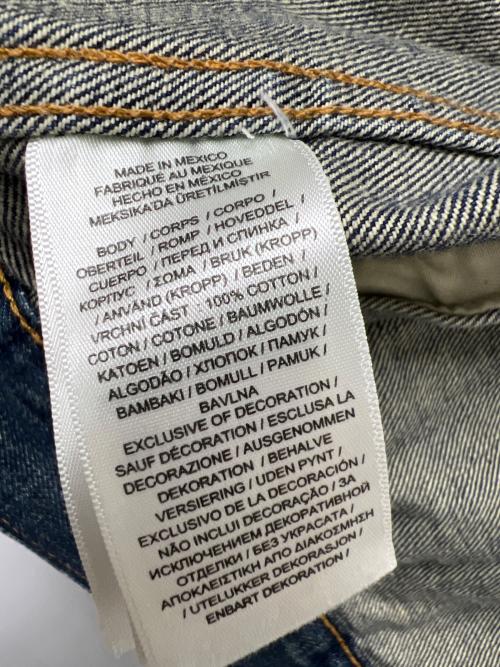 MADE IN MEXICO
FABRIQUÉ AU MEXIQUE
HECHO EN MÉXICO
MEKSIKA'DA ÜRETİLMİŞTİR
BODY / CORPS / CORPO /
OBERTEIL / ROMP / HOVEDDEL /
CUERPO / ПЕРЕД И СПИНКА /
КОРПУС / ΣΩΜΑ / BRUK (KROPP)
/ ANVÄND (KROPP) / BEDEN /
VRCHNÍ ČÁST . 100% COTTON /
COTON / COTONE / BAUMWOLLE /
KATOEN / BOMULD / ALGODÓN /
ALGODÃO / ХЛОПОК / ПАМУК /
BAMBAKI / BOMULL / PAMUK /
BAVLNA
EXCLUSIVE OF DECORATION /
SAUF DÉCORATION / ESCLUSA LA
DECORAZIONE / AUSGENOMMEN
DEKORATION / BEHALVE
VERSIERING / UDEN PYNT /
EXCLUSIVO DE LA DECORACIÓN /
NÃO INCLUI DECORAÇÃO / ЗА
ИСКЛЮЧЕНИЕМ ДЕКОРАТИВНОЙ
ОТДЕЛКИ / БЕЗ УКРАСАТА /
ΑΠΟΚΛΕΙΣΤΙΚΗ ΑΠΟ ΔΙΑΚΟΣΜΗΣΗ
/ UTELUKKER DEKORASJON /
ENBART DEKORATION /